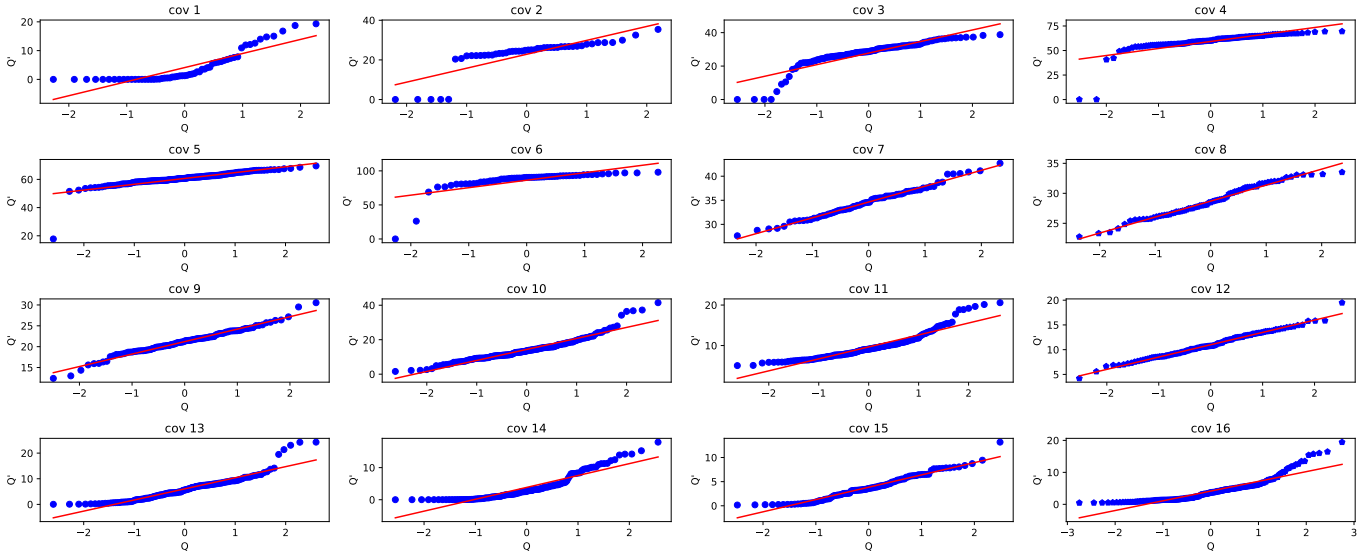 cov 1 cov 2 cov 3 cov 4
20 40 40 75
Q' 10 Q' 20 Q' 20 Q' 50
25
0 0 0 0
−2 −1 0 1 2 −2 −1 0 1 2 −2 −1 0 1 2 −2 −1 0 1 2
Q Q Q Q
cov 5 cov 6 cov 7 cov 8
60 100 40 35
Q' 40 Q' 50 Q' 35 Q' 30
20 0 30 25
−2 −1 0 1 2 −2 −1 0 1 2 −2 −1 0 1 2 −2 −1 0 1 2
Q Q Q Q
cov 9 cov 10 cov 11 cov 12
30 40 20 20
25 15
Q' 20 Q' 20 Q' 10 Q' 10
15 0 0 5
−2 −1 0 1 2 −2 −1 0 1 2 −2 −1 0 1 2 −2 −1 0 1 2
Q Q Q Q
cov 13 cov 14 cov 15 cov 16
20 10 10 20
Q' 10 Q' 0 Q' 5 Q' 10
0 0 0
−2 −1 0 1 2 −2 −1 0 1 2 −2 −1 0 1 2 −3 −2 −1 0 1 2 3
Q Q Q Q